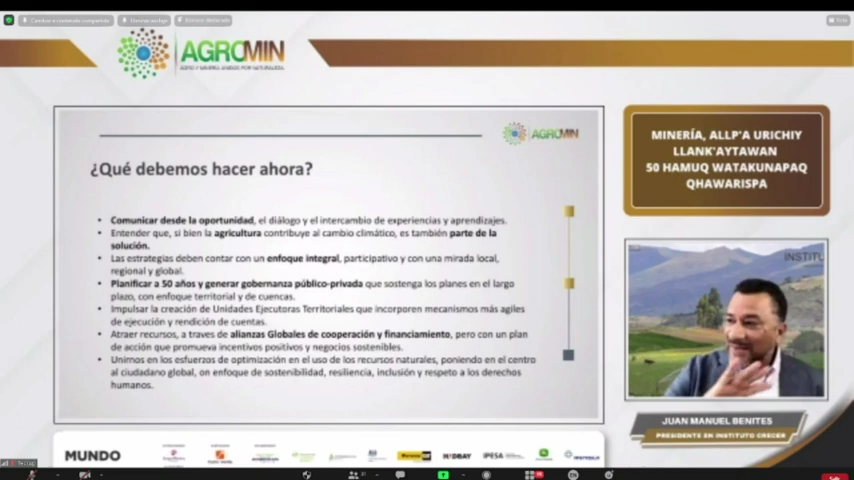 AGROMIN
AGROMIN
¿Qué debemos hacer ahora?
• Comunicar desde la oportunidad, el diálogo y el intercambio de experiencias y aprendizajes.
• Entender que, si bien la agricultura contribuye al cambio climático, es también parte de la
solución.
• Las estrategias deben contar con un enfoque integral, participativo y con una mirada local,
regional y global.
• Planificar a 50 años y generar gobernanza público-privada que sostenga los planes en el largo
plazo, con enfoque territorial y de cuencas.
• Impulsar la creación de Unidades Ejecutoras Territoriales que incorporen mecanismos más agiles
de ejecución y rendición de cuentas.
• Atraer recursos, a traves de alianzas Globales de cooperación y financiamiento, pero con un plan
de acción que promueva incentivos positivos y negocios sostenibles.
• Unirnos en los esfuerzos de optimización en el uso de los recursos naturales, poniendo en el centro
al ciudadano global, on enfoque de sostenibilidad, resiliencia, inclusión y respeto a los derechos
humanos.
MINERÍA, ALLP'A URICHIY
LLANK'AYTAWAN
50 HAMUQ WATAKUNAPAQ
QHAWARISPA
INSTITU
JUAN MANUEL BENITES
PRESIDENTE EN INSTITUTO CRECER
MUNDO
HUDBAY
IPESA